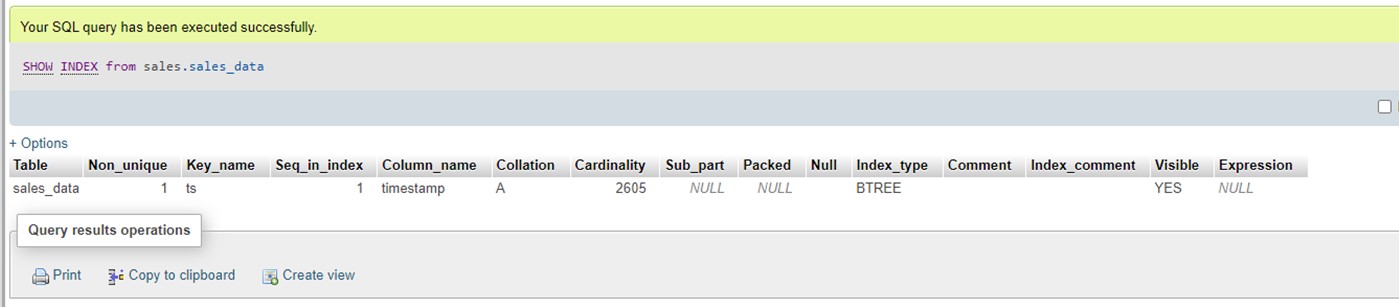 Your SQL query has been executed successfully.
SHOW INDEX from sales.sales_data
+ Options
Table Non_unique Key_name Seq_in_index Column_name Collation Cardinality Sub_part Packed Null Index_type Comment Index_comment Visible Expression
sales_data 1 ts 1 timestamp A 2605 NULL NULL BTREE YES NULL
Query results operations
Print Copy to clipboard Create view